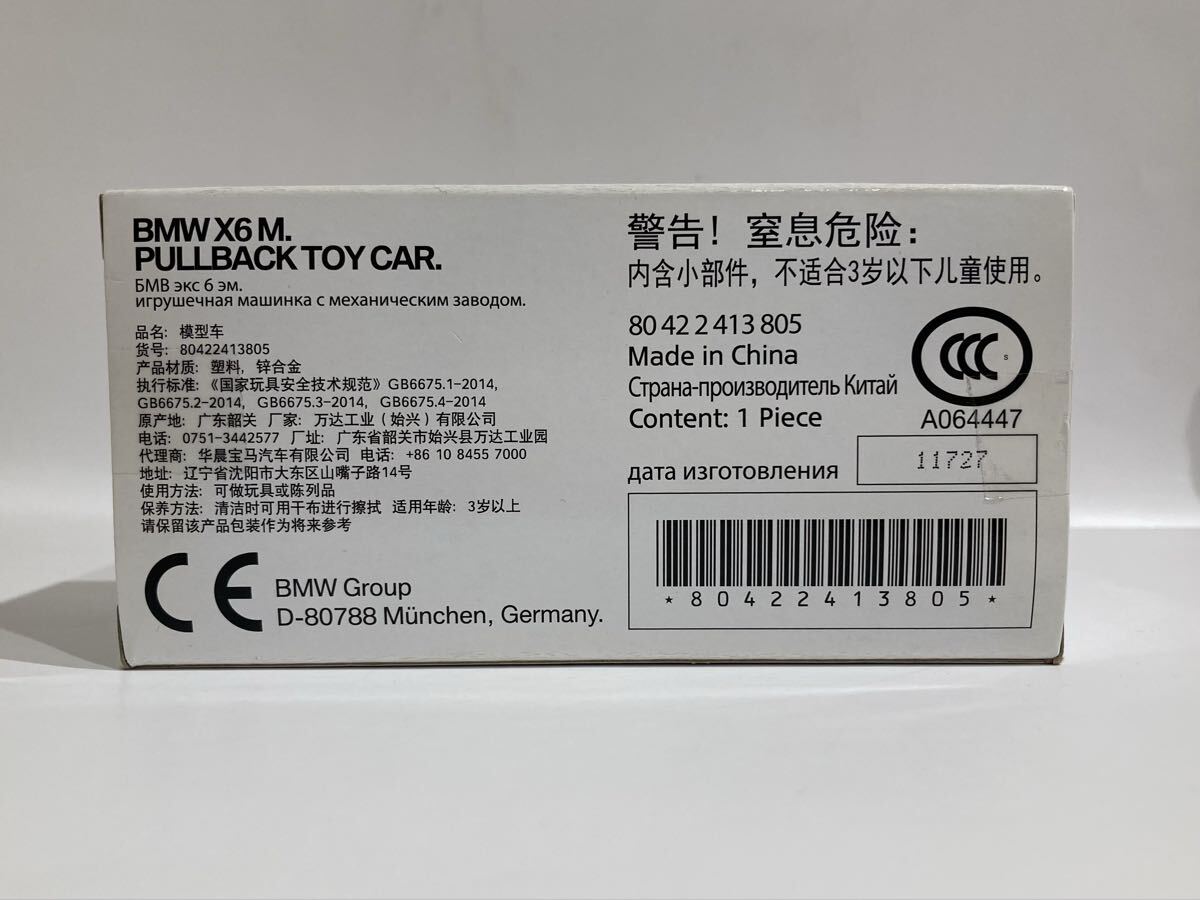 BMW X6 M.
PULLBACK TOY CAR.
БМВ экс 6 эм.
игрушечная машинка с механическим заводом.
品名: 模型车
货号: 80422413805
产品材质: 塑料, 锌合金
执行标准: 《国家玩具安全技术规范》GB6675.1-2014,
GB6675.2-2014, GB6675.3-2014, GB6675.4-2014
原产地: 广东韶关 厂家: 万达工业(始兴)有限公司
电话: 0751-3442577 厂址: 广东省韶关市始兴县万达工业园
代理商: 华晨宝马汽车有限公司 电话: +86 10 8455 7000
地址: 辽宁省沈阳市大东区山嘴子路14号
使用方法: 可做玩具或陈列品
保养方法: 清洁时可用干布进行擦拭 适用年龄: 3岁以上
请保留该产品包装作为将来参考
CE
BMW Group
D-80788 München, Germany.
警告! 窒息危险:
内含小部件, 不适合3岁以下儿童使用。
80 42 2 413 805
Made in China
Страна-производитель Китай
Content: 1 Piece
CCC S
A064447
дата изготовления
11727
*80422413805*